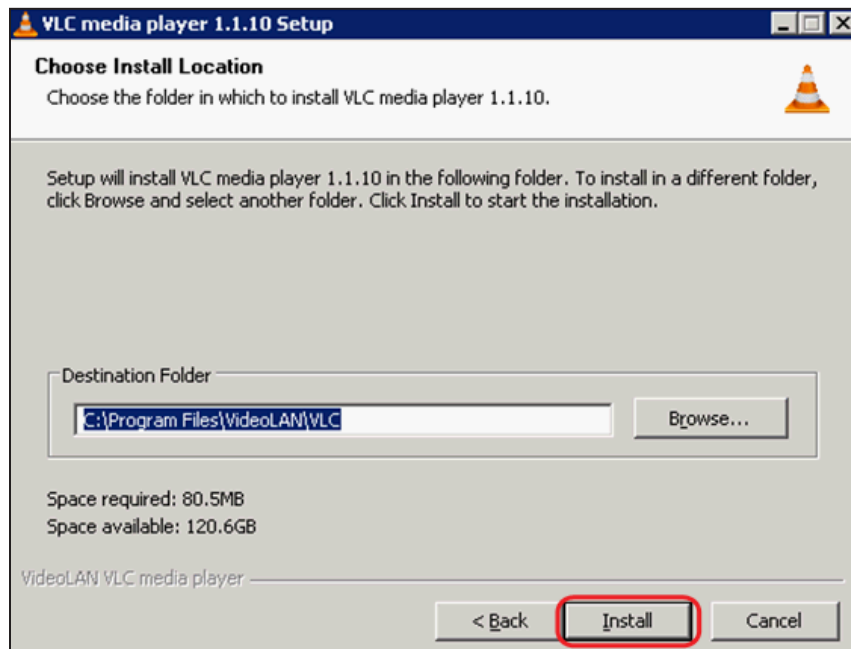 VLC media player 1.1.10 Setup
Choose Install Location
Choose the folder in which to install VLC media player 1.1.10.
Setup will install VLC media player 1.1.10 in the following folder. To install in a different folder,
click Browse and select another folder. Click Install to start the installation.
Destination Folder
C:\Program Files\VideoLAN\VLC
Browse...
Space required: 80.5MB
Space available: 120.6GB
VideoLAN VLC media player
< Back
Install
Cancel